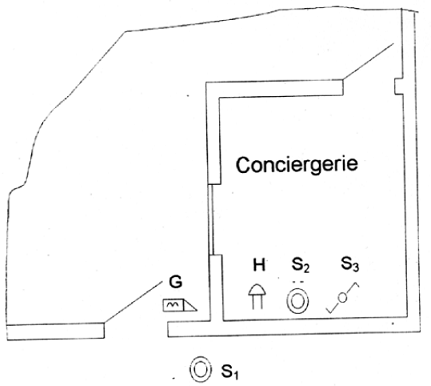 Conciergerie
H S₂ S₃
G
S₁